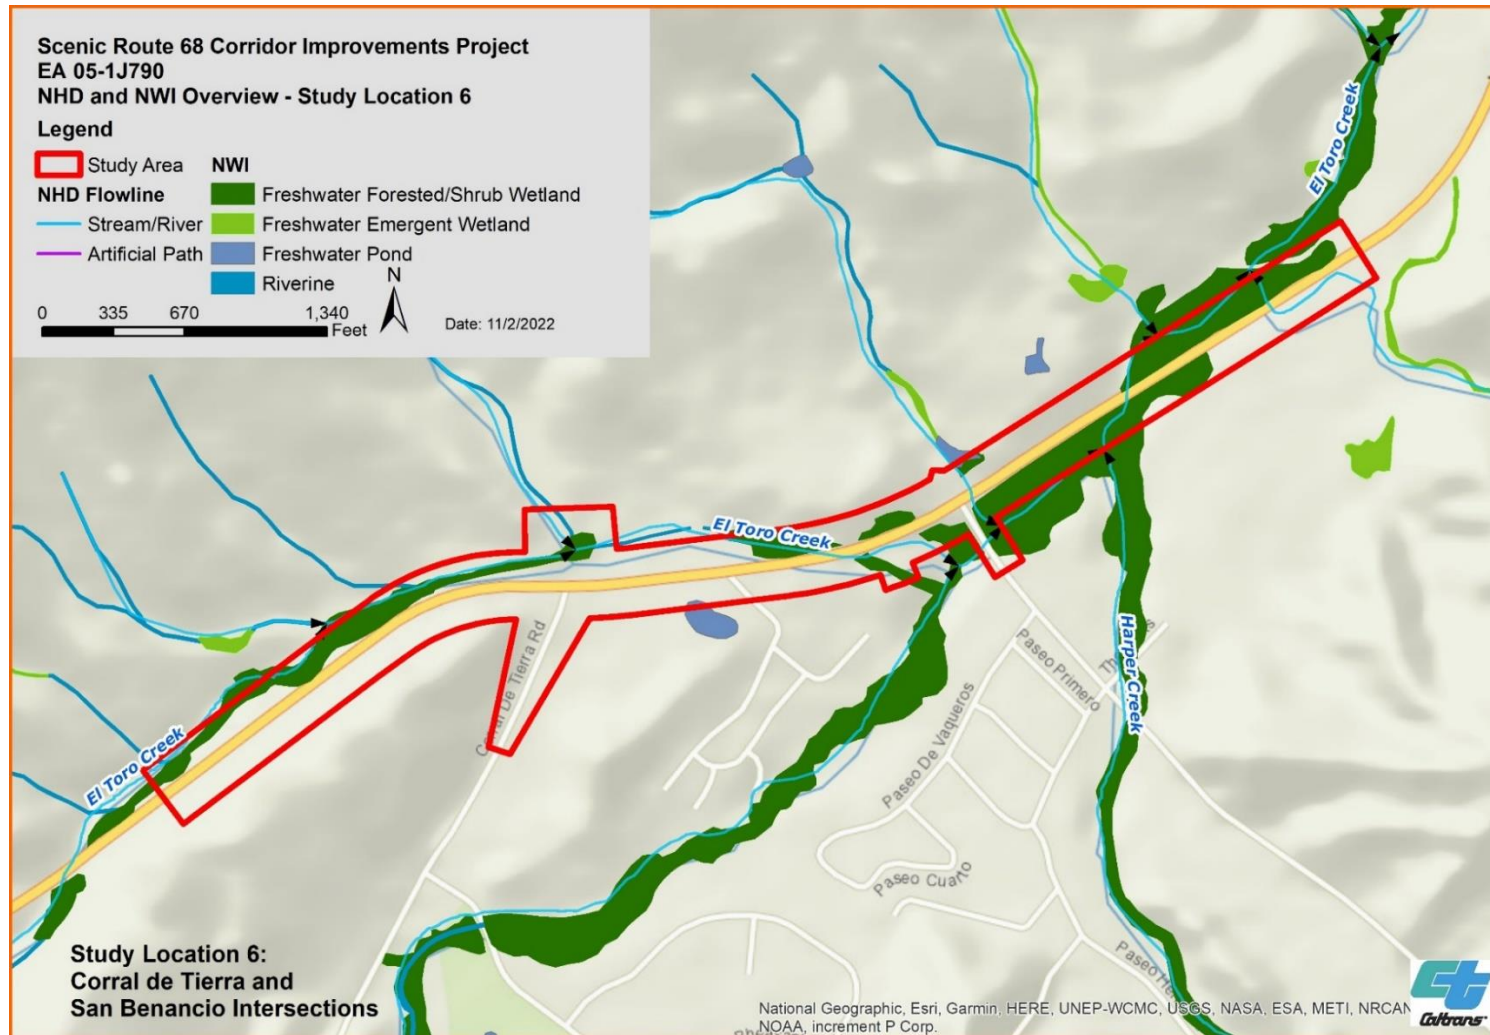 Scenic Route 68 Corridor Improvements Project
EA 05-1J790
NHD and NWI Overview - Study Location 6
Legend
Study Area
NWI
NHD Flowline
Freshwater Forested/Shrub Wetland
Stream/River
Freshwater Emergent Wetland
Artificial Path
Freshwater Pond
Riverine
N
0 335 670 1,340
Feet
Date: 11/2/2022
El Toro Creek
El Toro Creek
El Toro Creek
Corral De Tierra Rd
Harper Creek
Paseo Primero
Paseo De Vaqueros
Paseo Cuarto
Paseo
Study Location 6:
Corral de Tierra and
San Benancio Intersections
National Geographic, Esri, Garmin, HERE, UNEP-WCMC, USGS, NASA, ESA, METI, NRCAN
NOAA, increment P Corp.
Caltrans